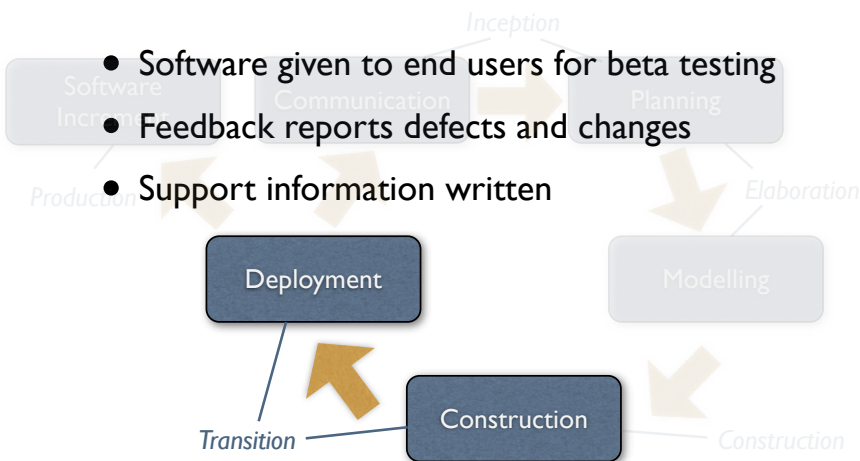 Inception
• Software given to end users for beta testing
Software Increment
Communication
Planning
• Feedback reports defects and changes
• Support information written
Production
Elaboration
Deployment
Modelling
Construction
Transition
Construction